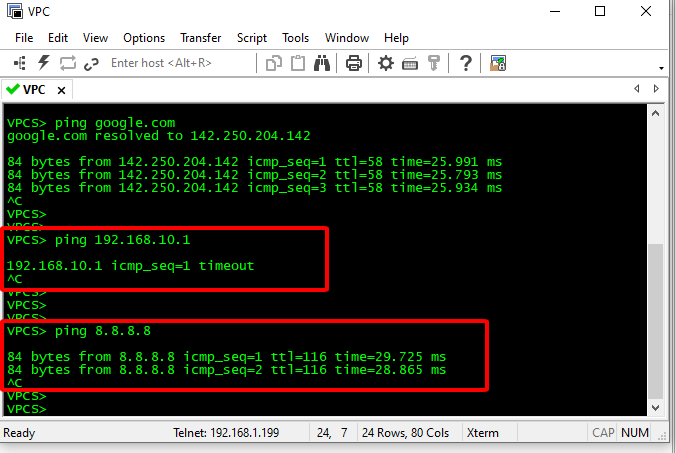 VPC
File Edit View Options Transfer Script Tools Window Help
Enter host <Alt+R>
VPC
VPCS> ping google.com
google.com resolved to 142.250.204.142
84 bytes from 142.250.204.142 icmp_seq=1 ttl=58 time=25.991 ms
84 bytes from 142.250.204.142 icmp_seq=2 ttl=58 time=25.793 ms
84 bytes from 142.250.204.142 icmp_seq=3 ttl=58 time=25.934 ms
^C
VPCS>
VPCS>
VPCS> ping 192.168.10.1
192.168.10.1 icmp_seq=1 timeout
^C
VPCS>
VPCS>
VPCS> ping 8.8.8.8
84 bytes from 8.8.8.8 icmp_seq=1 ttl=116 time=29.725 ms
84 bytes from 8.8.8.8 icmp_seq=2 ttl=116 time=28.865 ms
^C
VPCS>
VPCS>
Ready Telnet: 192.168.1.199 24, 7 24 Rows, 80 Cols Xterm CAP NUM